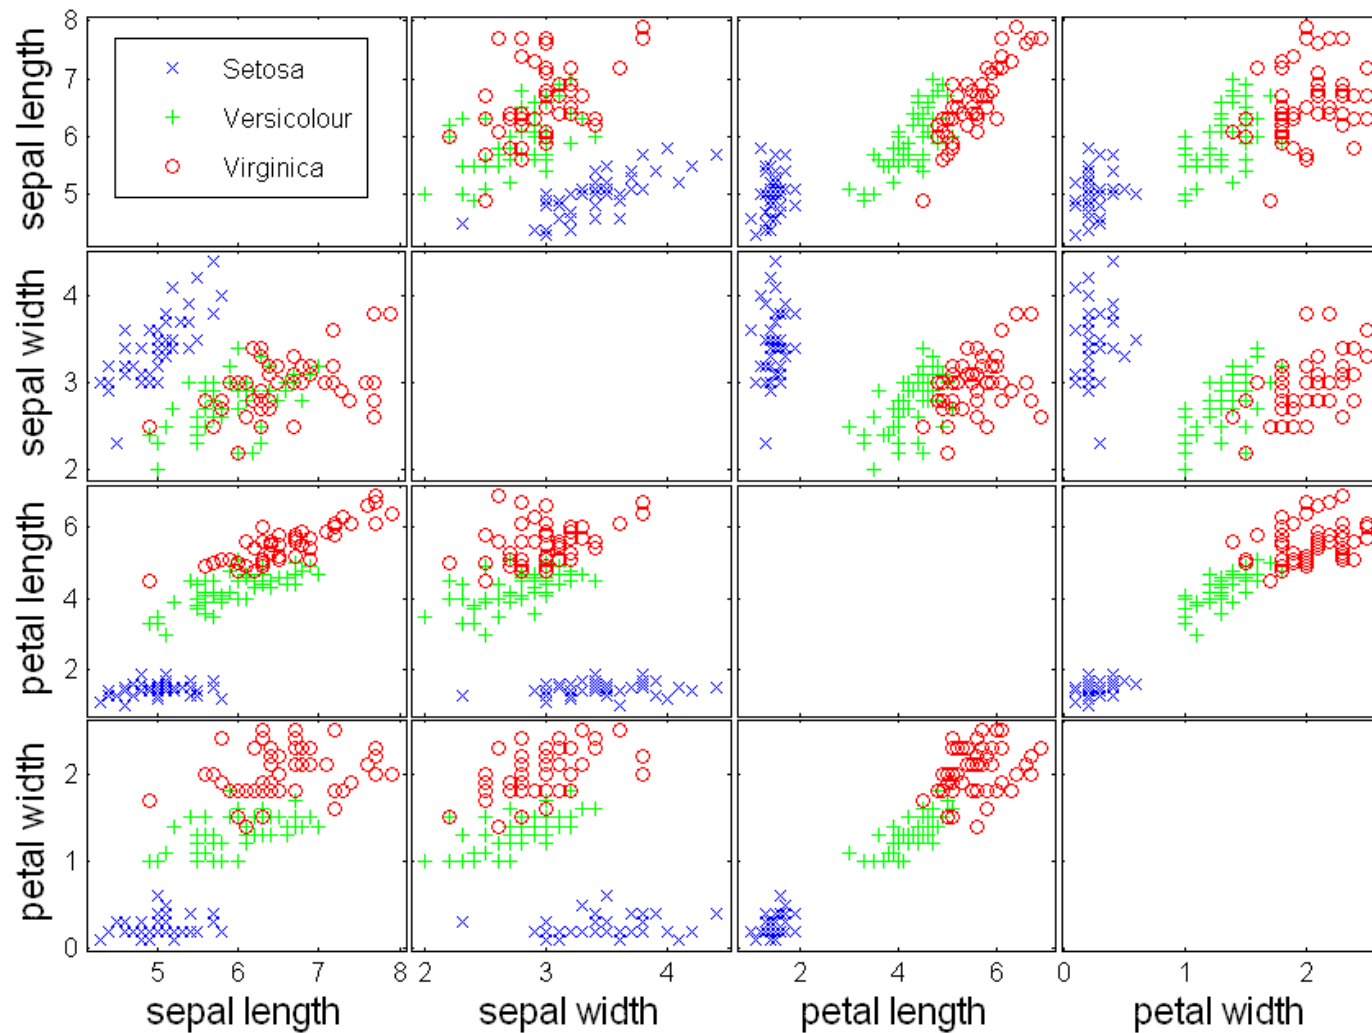 8
7
6
5
sepal length
Setosa
Versicolour
Virginica
4
3
2
sepal width
6
4
2
petal length
2
1
0
petal width
5 6 7 8 2 3 4 2 4 6 0 1 2
sepal length sepal width petal length petal width